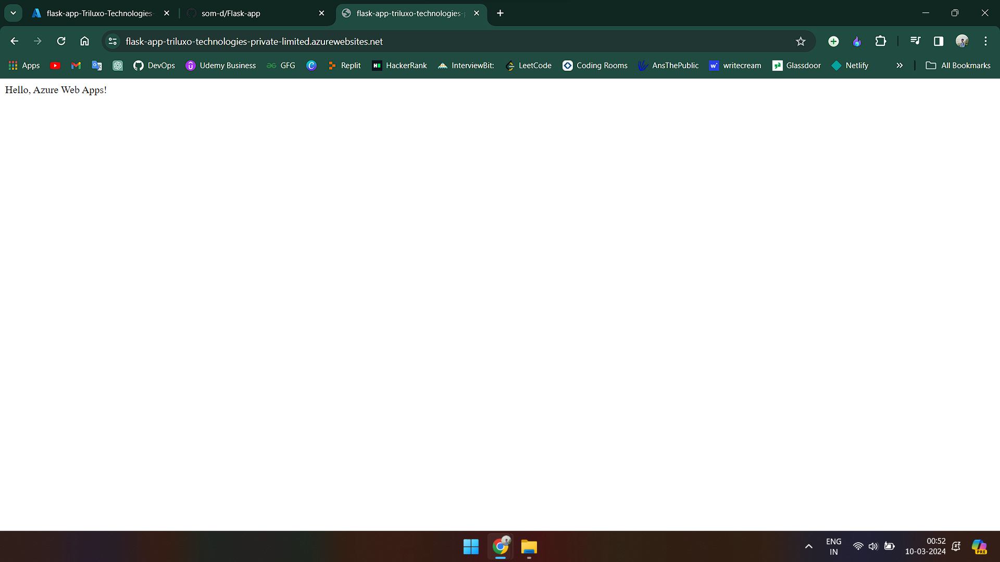 flask-app-Triluxo-Technologies-
som-d/Flask-app
flask-app-triluxo-technologies-
flask-app-triluxo-technologies-private-limited.azurewebsites.net
Apps DevOps Udemy Business GFG Replit HackerRank InterviewBit: LeetCode Coding Rooms AnsThePublic writecream Glassdoor Netlify All Bookmarks
Hello, Azure Web Apps!
ENG
IN
00:52
10-03-2024
PRE